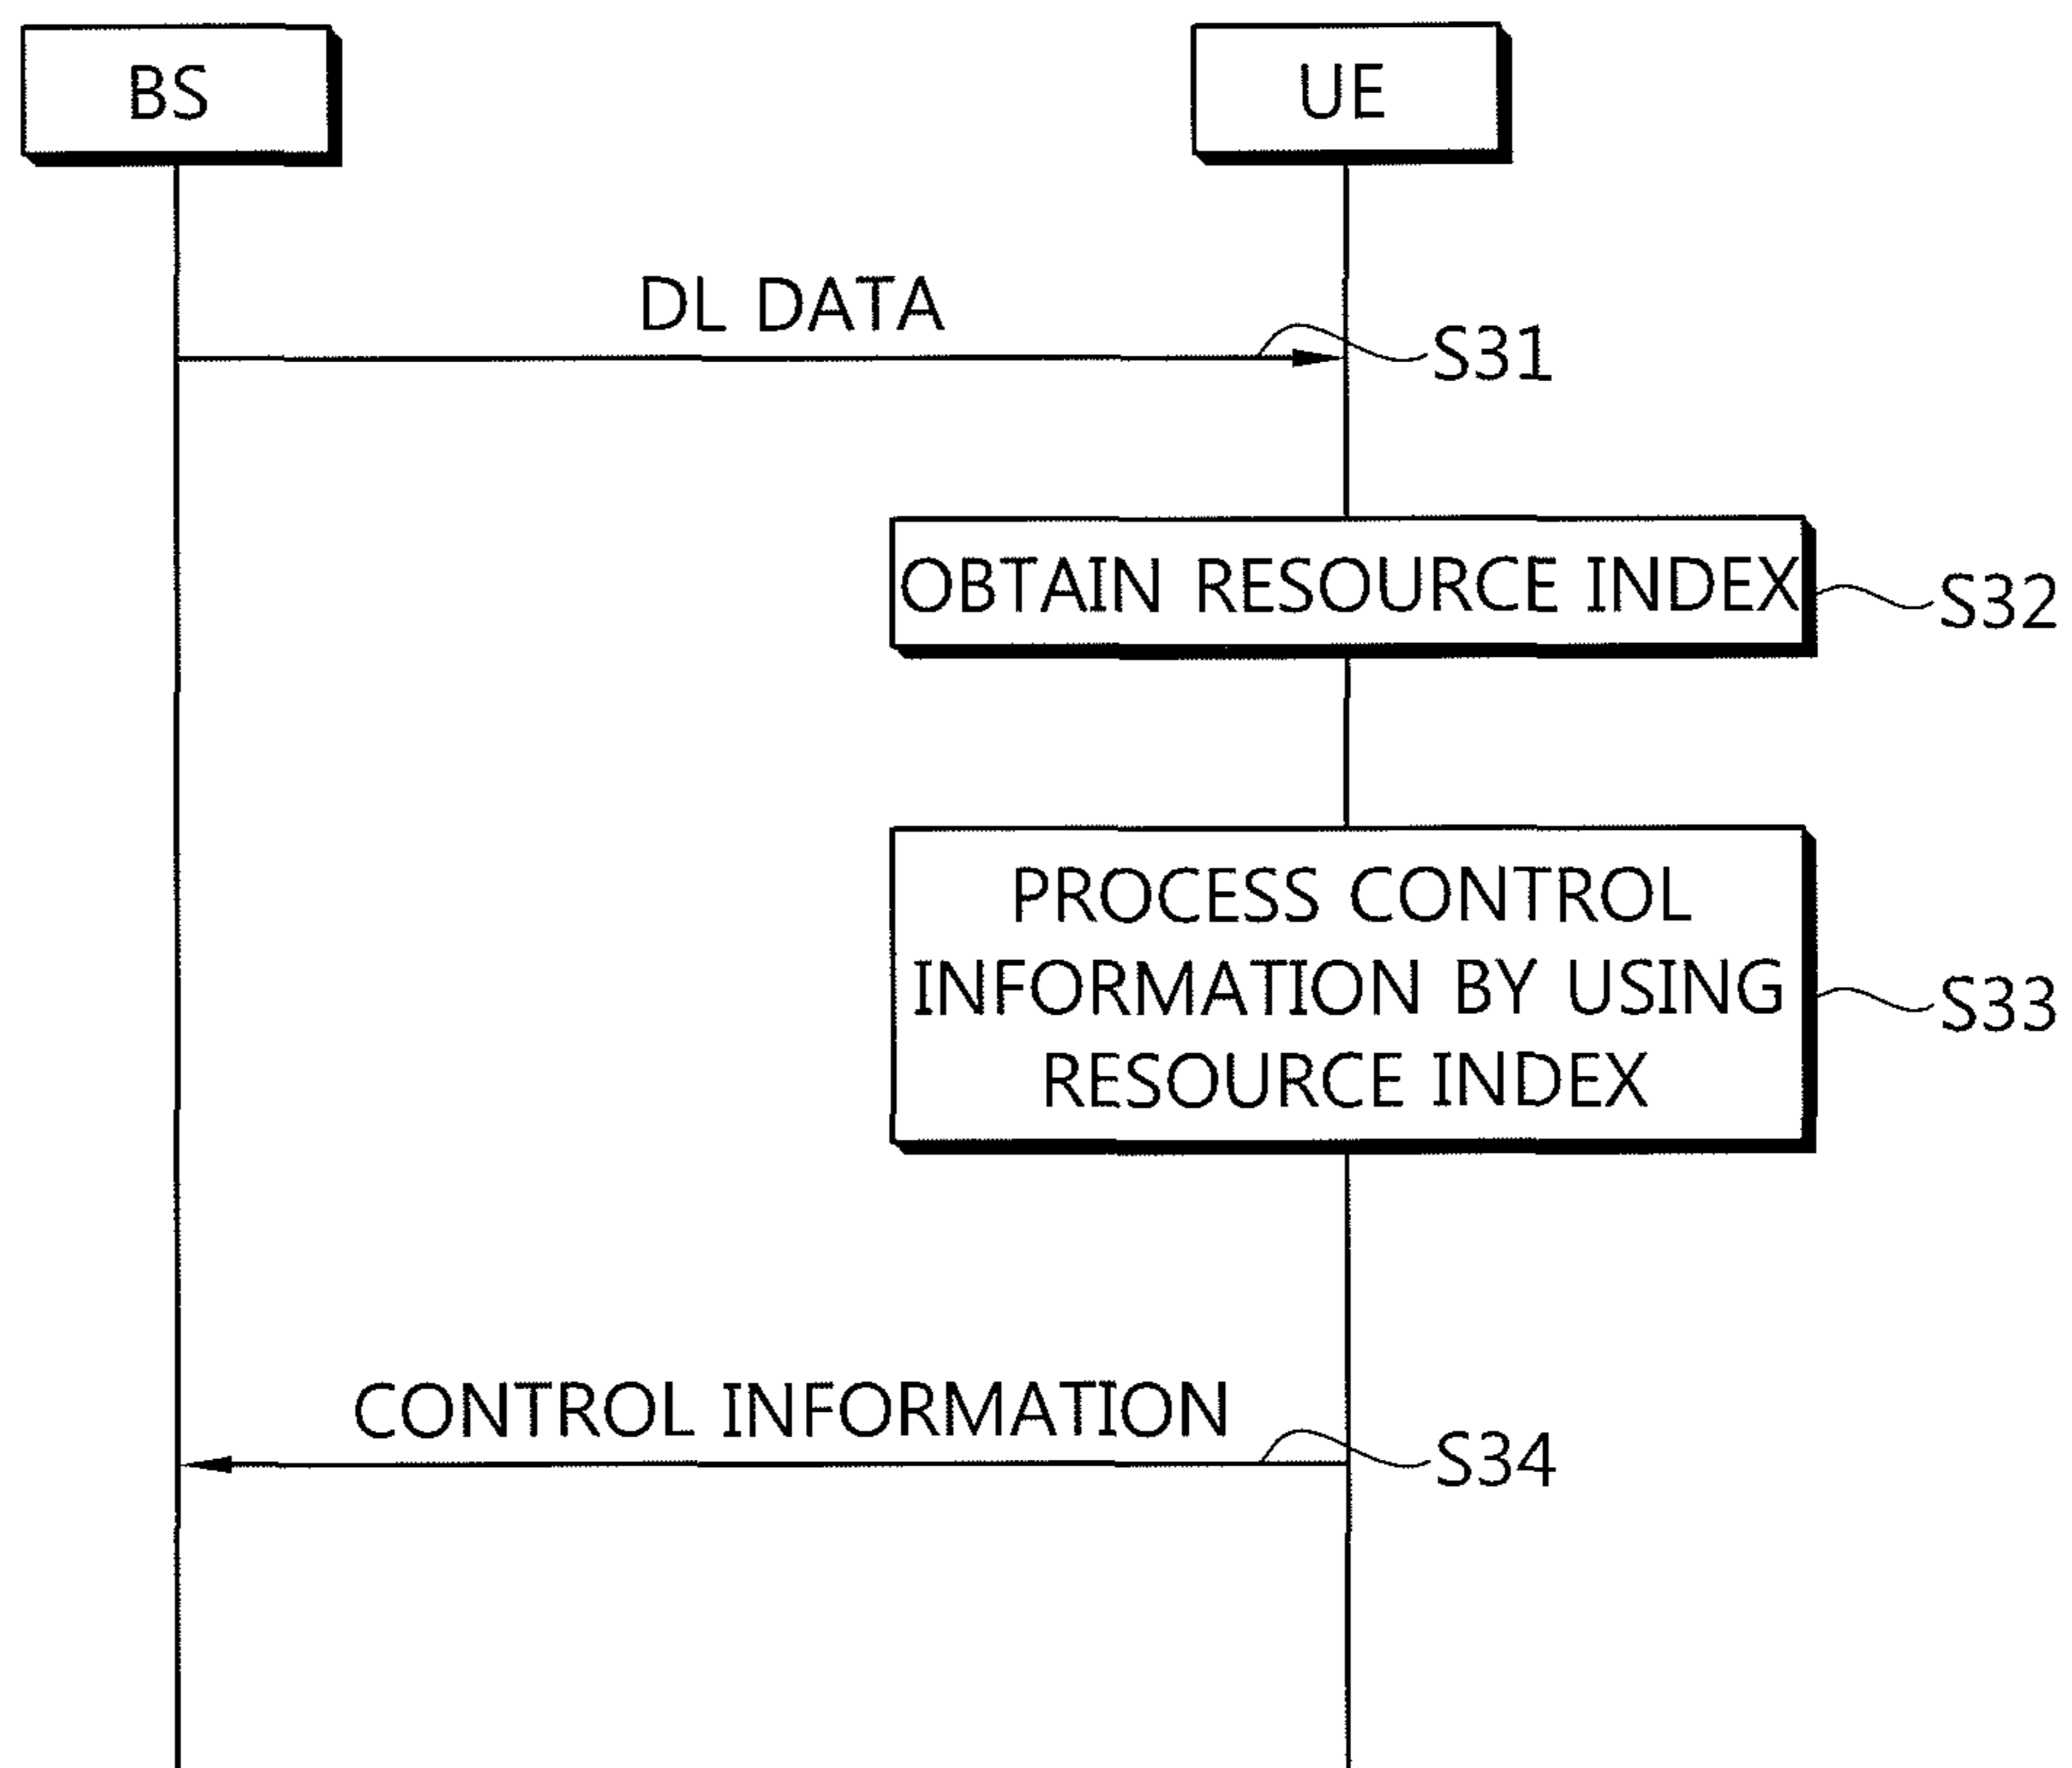 BS
UE
DL DATA
S31
OBTAIN RESOURCE INDEX
S32
PROCESS CONTROL
INFORMATION BY USING
RESOURCE INDEX
S33
CONTROL INFORMATION
S34